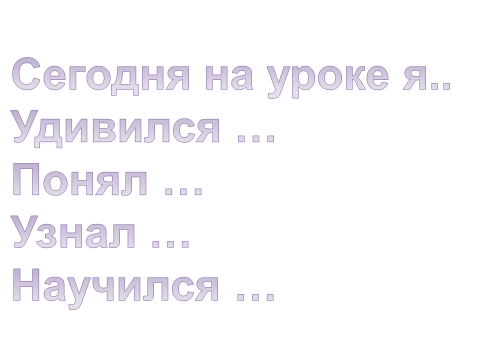 Сегодня на уроке я..
Удивился ...
Понял ...
Узнал ...
Научился ...